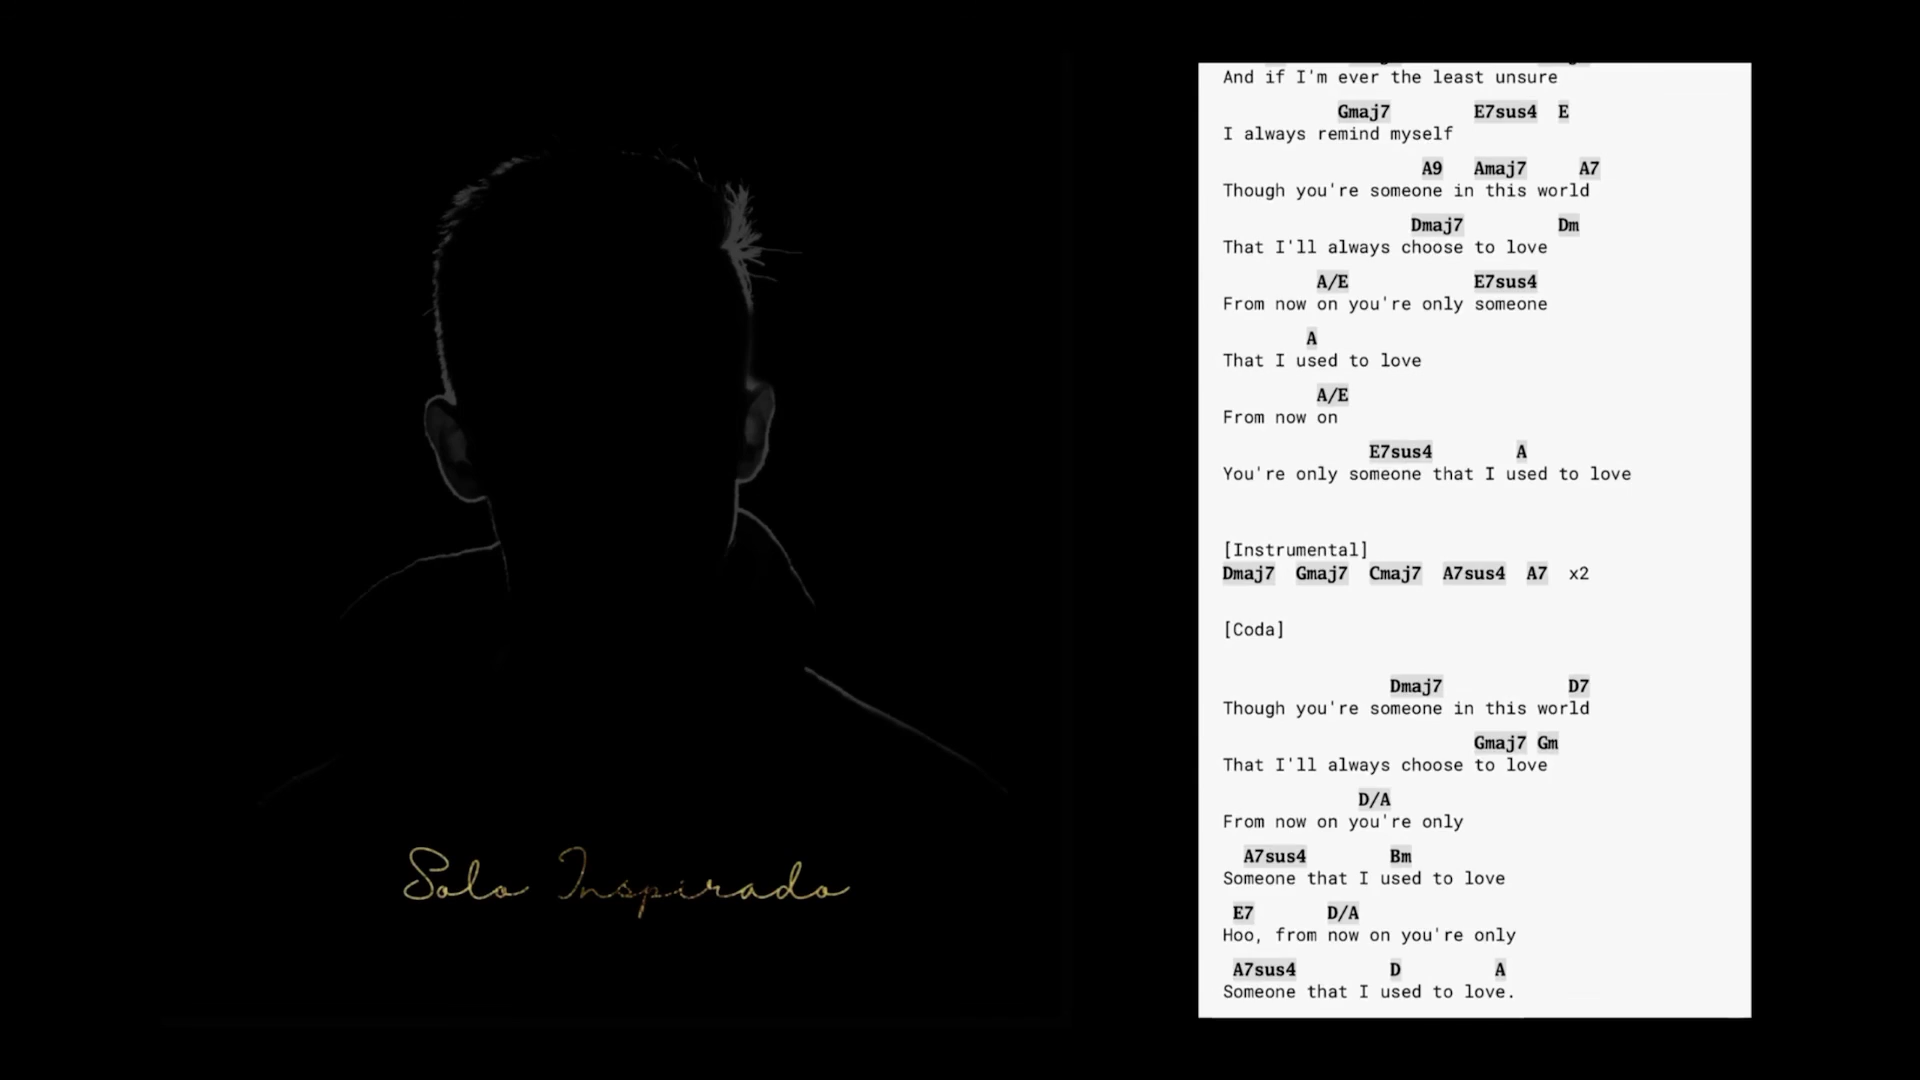 Solo Inspirado
And if I'm ever the least unsure
Gmaj7 E7sus4 E
I always remind myself
A9 Amaj7 A7
Though you're someone in this world
Dmaj7 Dm
That I'll always choose to love
A/E E7sus4
From now on you're only someone
A
That I used to love
A/E
From now on
E7sus4 A
You're only someone that I used to love
[Instrumental]
Dmaj7 Gmaj7 Cmaj7 A7sus4 A7 x2
[Coda]
Dmaj7 D7
Though you're someone in this world
Gmaj7 Gm
That I'll always choose to love
D/A
From now on you're only
A7sus4 Bm
Someone that I used to love
E7 D/A
Hoo, from now on you're only
A7sus4 D A
Someone that I used to love.